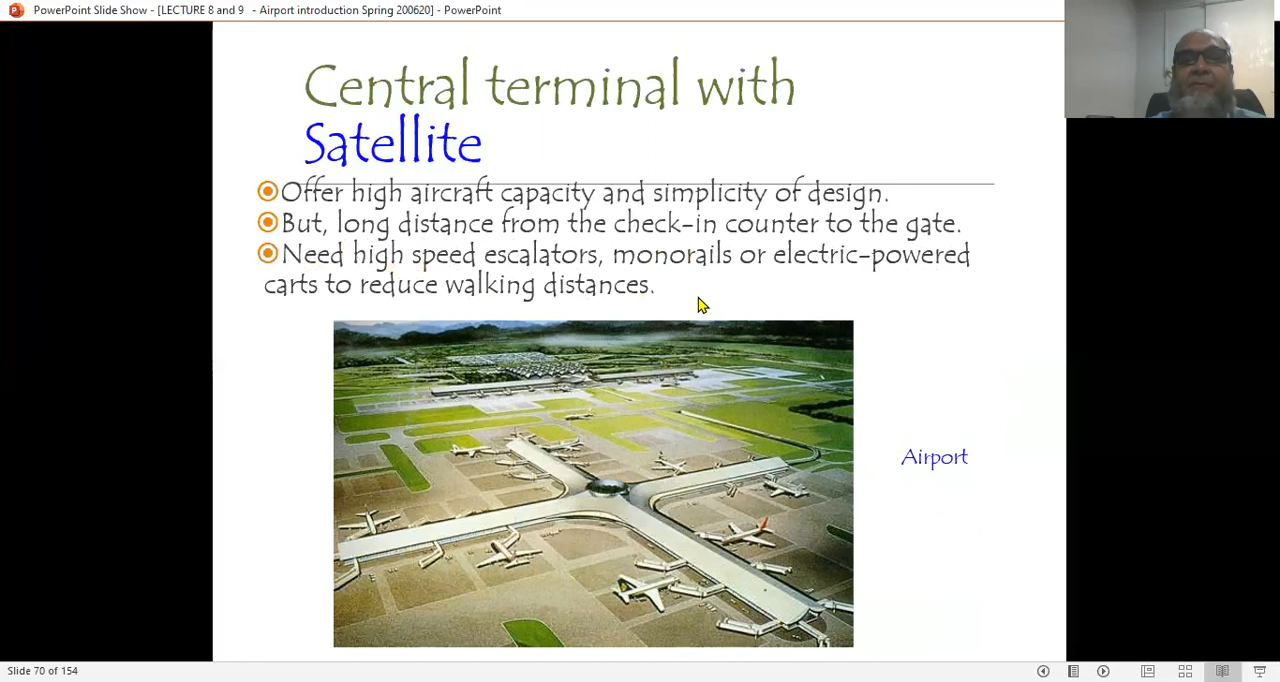 PowerPoint Slide Show - [LECTURE 8 and 9 - Airport introduction Spring 200620] - PowerPoint
Central terminal with
Satellite
Offer high aircraft capacity and simplicity of design.
But, long distance from the check-in counter to the gate.
Need high speed escalators, monorails or electric-powered
carts to reduce walking distances.
Airport
Slide 70 of 154